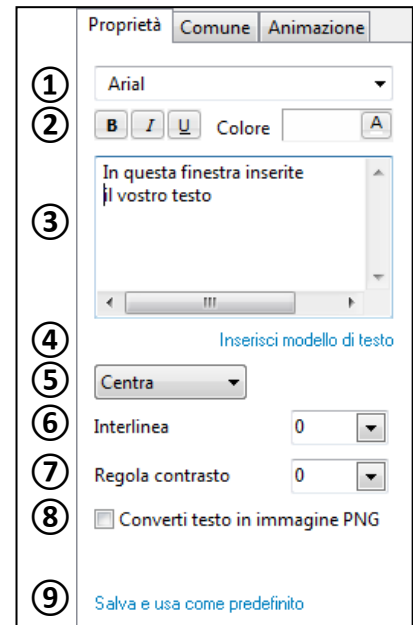 Proprietà Comune Animazione
① Arial
② B I U Colore A
③ In questa finestra inserite
il vostro testo
④ Inserisci modello di testo
⑤ Centra
⑥ Interlinea 0
⑦ Regola contrasto 0
⑧ Converti testo in immagine PNG
⑨ Salva e usa come predefinito